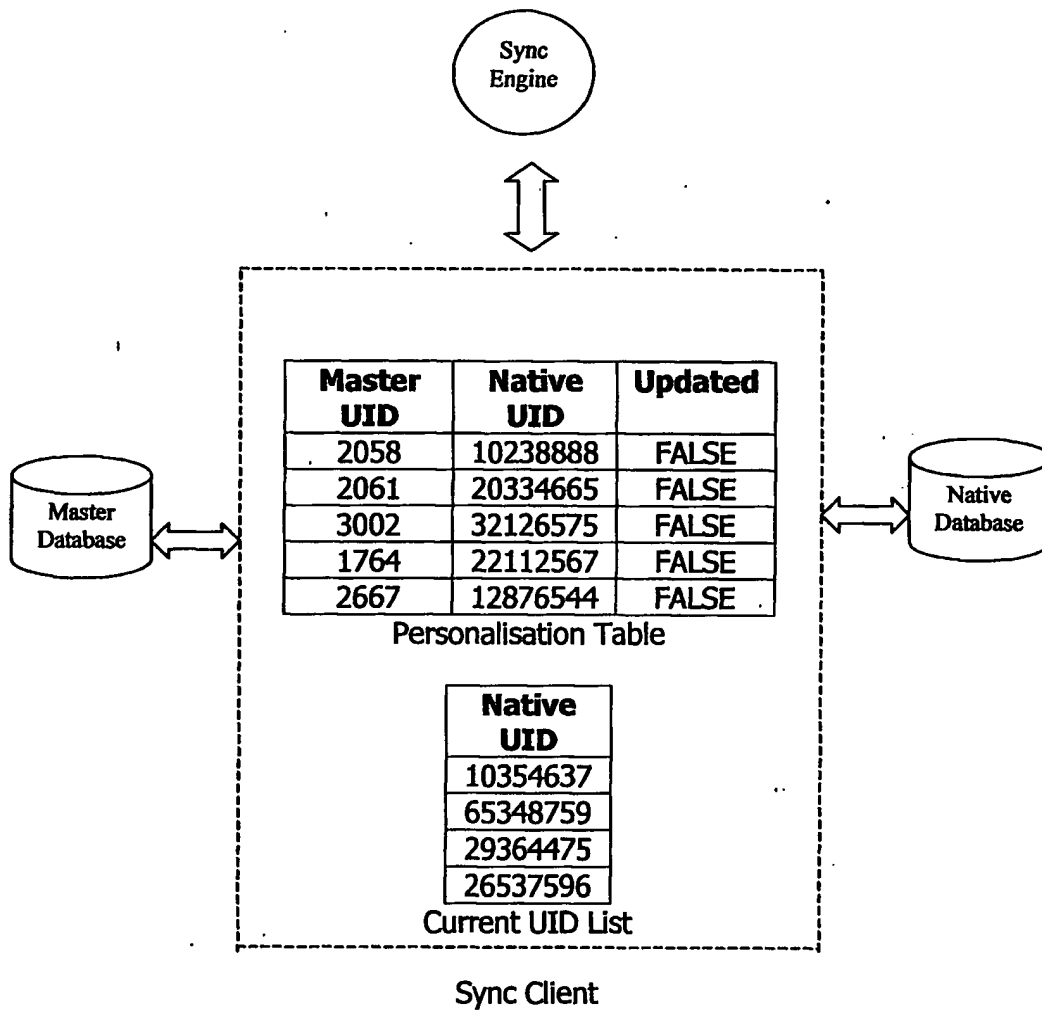 Sync
Engine
Master UID Native UID Updated
2058 10238888 FALSE
2061 20334665 FALSE
3002 32126575 FALSE
1764 22112567 FALSE
2667 12876544 FALSE
Personalisation Table
Master
Database
Native
Database
Native
UID
10354637
65348759
29364475
26537596
Current UID List
Sync Client